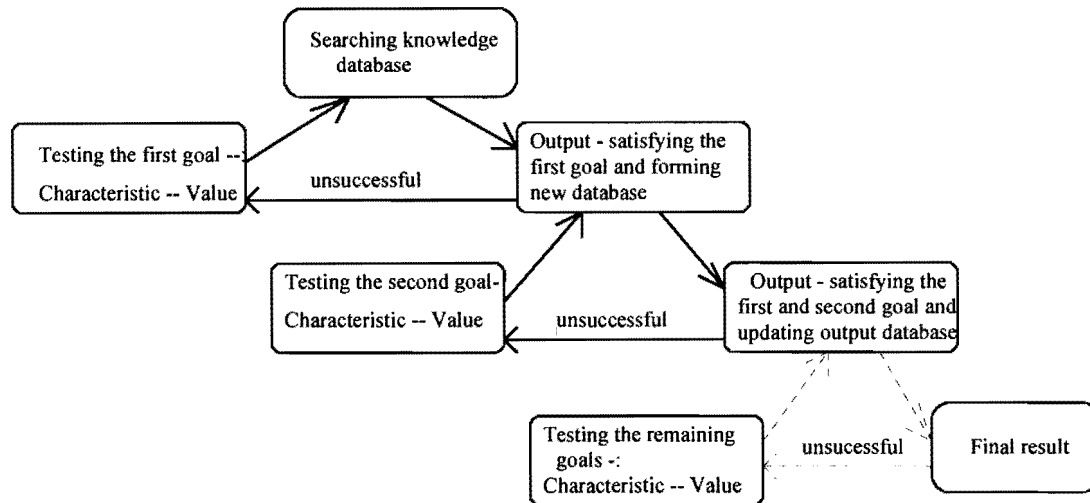 Searching knowledge
database
Testing the first goal --:
Characteristic -- Value
unsuccessful
Output - satisfying the
first goal and forming
new database
Testing the second goal-
Characteristic -- Value
unsuccessful
Output - satisfying the
first and second goal and
updating output database
Testing the remaining
goals -:
Characteristic -- Value
unsucessful
Final result